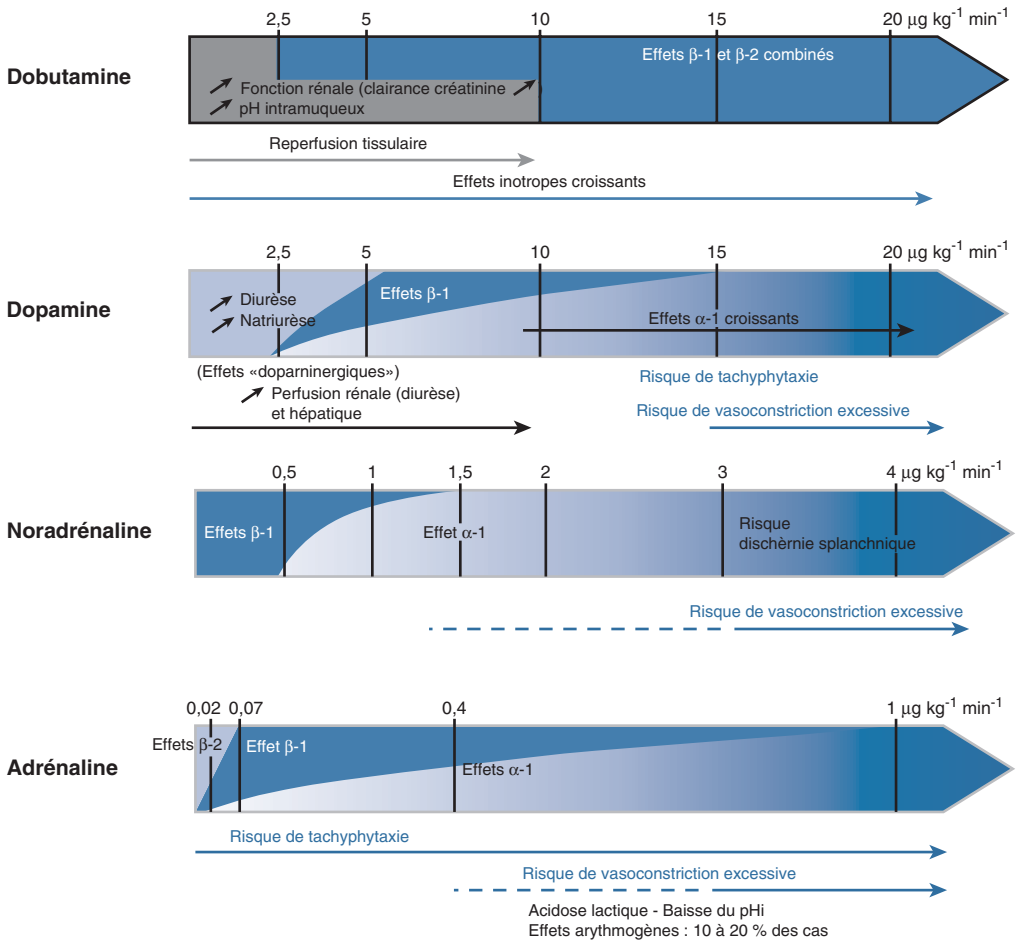 2,5 5 10 15 20 µg kg-1 min-1
Dobutamine
Effets β-1 et β-2 combinés
↗ Fonction rénale (clairance créatinine ↗)
↗ pH intramuqueux
Reperfusion tissulaire
Effets inotropes croissants
2,5 5 10 15 20 µg kg-1 min-1
Dopamine
↗ Diurèse
↗ Natriurèse
Effets β-1
Effets α-1 croissants
(Effets «doparninergiques»)
↗ Perfusion rénale (diurèse)
et hépatique
Risque de tachyphytaxie
Risque de vasoconstriction excessive
0,5 1 1,5 2 3 4 µg kg-1 min-1
Noradrénaline
Effets β-1
Effet α-1
Risque
dischèrnie splanchnique
Risque de vasoconstriction excessive
0,02 0,07 0,4 1 µg kg-1 min-1
Adrénaline
Effets β-2
Effet β-1
Effets α-1
Risque de tachyphytaxie
Risque de vasoconstriction excessive
Acidose lactique - Baisse du pHi
Effets arythmogènes : 10 à 20 % des cas